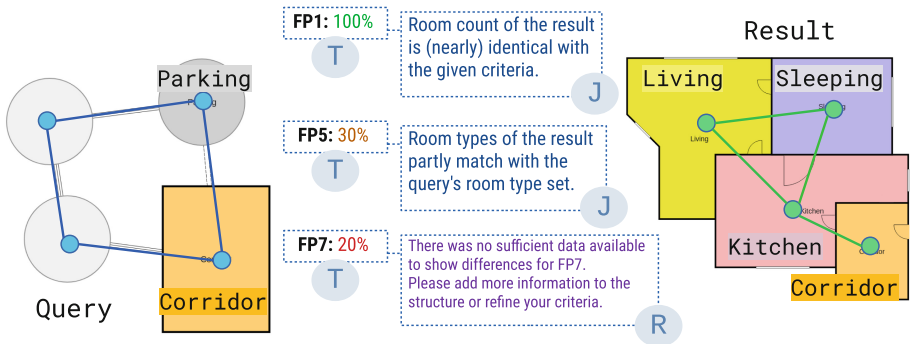 Parking
Corridor
Query
FP1: 100%
T
Room count of the result
is (nearly) identical with
the given criteria.
J
FP5: 30%
T
Room types of the result
partly match with the
query's room type set.
J
FP7: 20%
T
There was no sufficient data available
to show differences for FP7.
Please add more information to the
structure or refine your criteria.
R
Result
Living
Sleeping
Living
Kitchen
Kitchen
Corridor